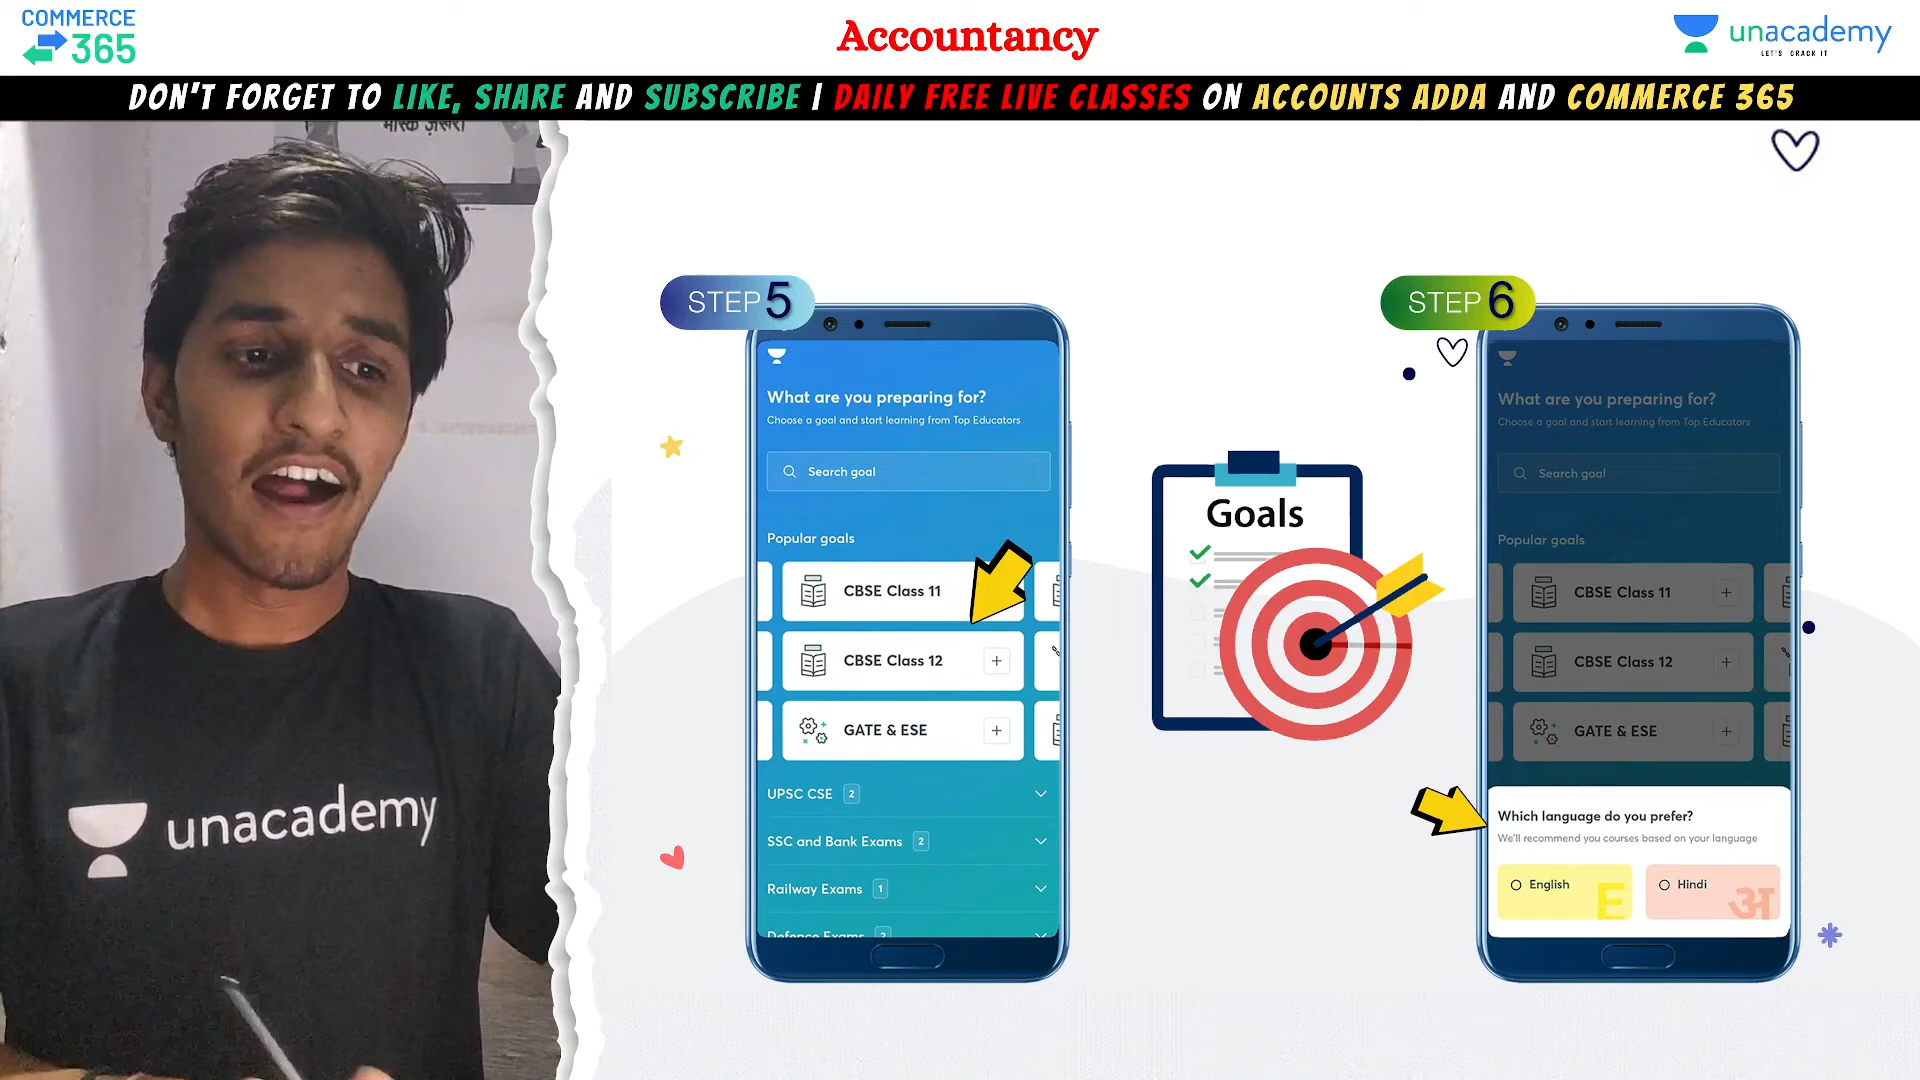 COMMERCE
365
Accountancy
unacademy
LET'S CRACK IT
DON'T FORGET TO LIKE, SHARE AND SUBSCRIBE | DAILY FREE LIVE CLASSES ON ACCOUNTS ADDA AND COMMERCE 365
मास्क ज़रूरी
unacademy
STEP 5
What are you preparing for?
Choose a goal and start learning from Top Educators
Search goal
Popular goals
CBSE Class 11
CBSE Class 12
GATE & ESE
UPSC CSE 2
SSC and Bank Exams 2
Railway Exams 1
Defence Exams 2
Goals
STEP 6
What are you preparing for?
Choose a goal and start learning from Top Educators
Search goal
Popular goals
CBSE Class 11
CBSE Class 12
GATE & ESE
Which language do you prefer?
We'll recommend you courses based on your language
English E
Hindi अ